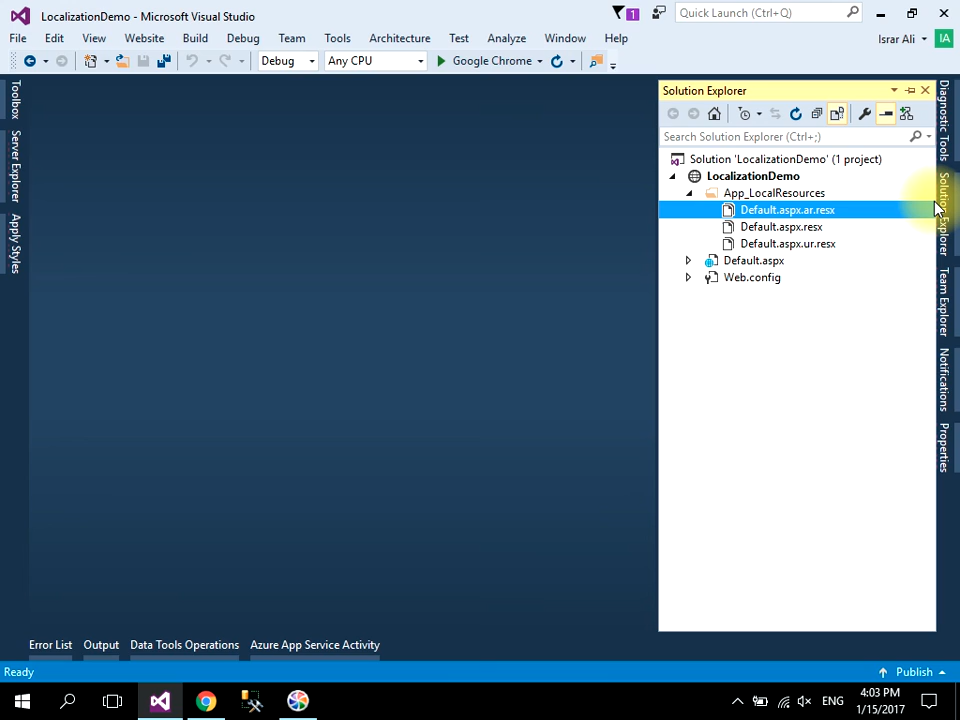 LocalizationDemo - Microsoft Visual Studio
1
Quick Launch (Ctrl+Q)
File Edit View Website Build Debug Team Tools Architecture Test Analyze Window Help
Israr Ali
IA
Debug
Any CPU
Google Chrome
Toolbox
Server Explorer
Apply Styles
Solution Explorer
Search Solution Explorer (Ctrl+;)
Solution 'LocalizationDemo' (1 project)
LocalizationDemo
App_LocalResources
Default.aspx.ar.resx
Default.aspx.resx
Default.aspx.ur.resx
Default.aspx
Web.config
Diagnostic Tools
Solution Explorer
Team Explorer
Notifications
Properties
Error List Output Data Tools Operations Azure App Service Activity
Ready
Publish
ENG
4:03 PM
1/15/2017